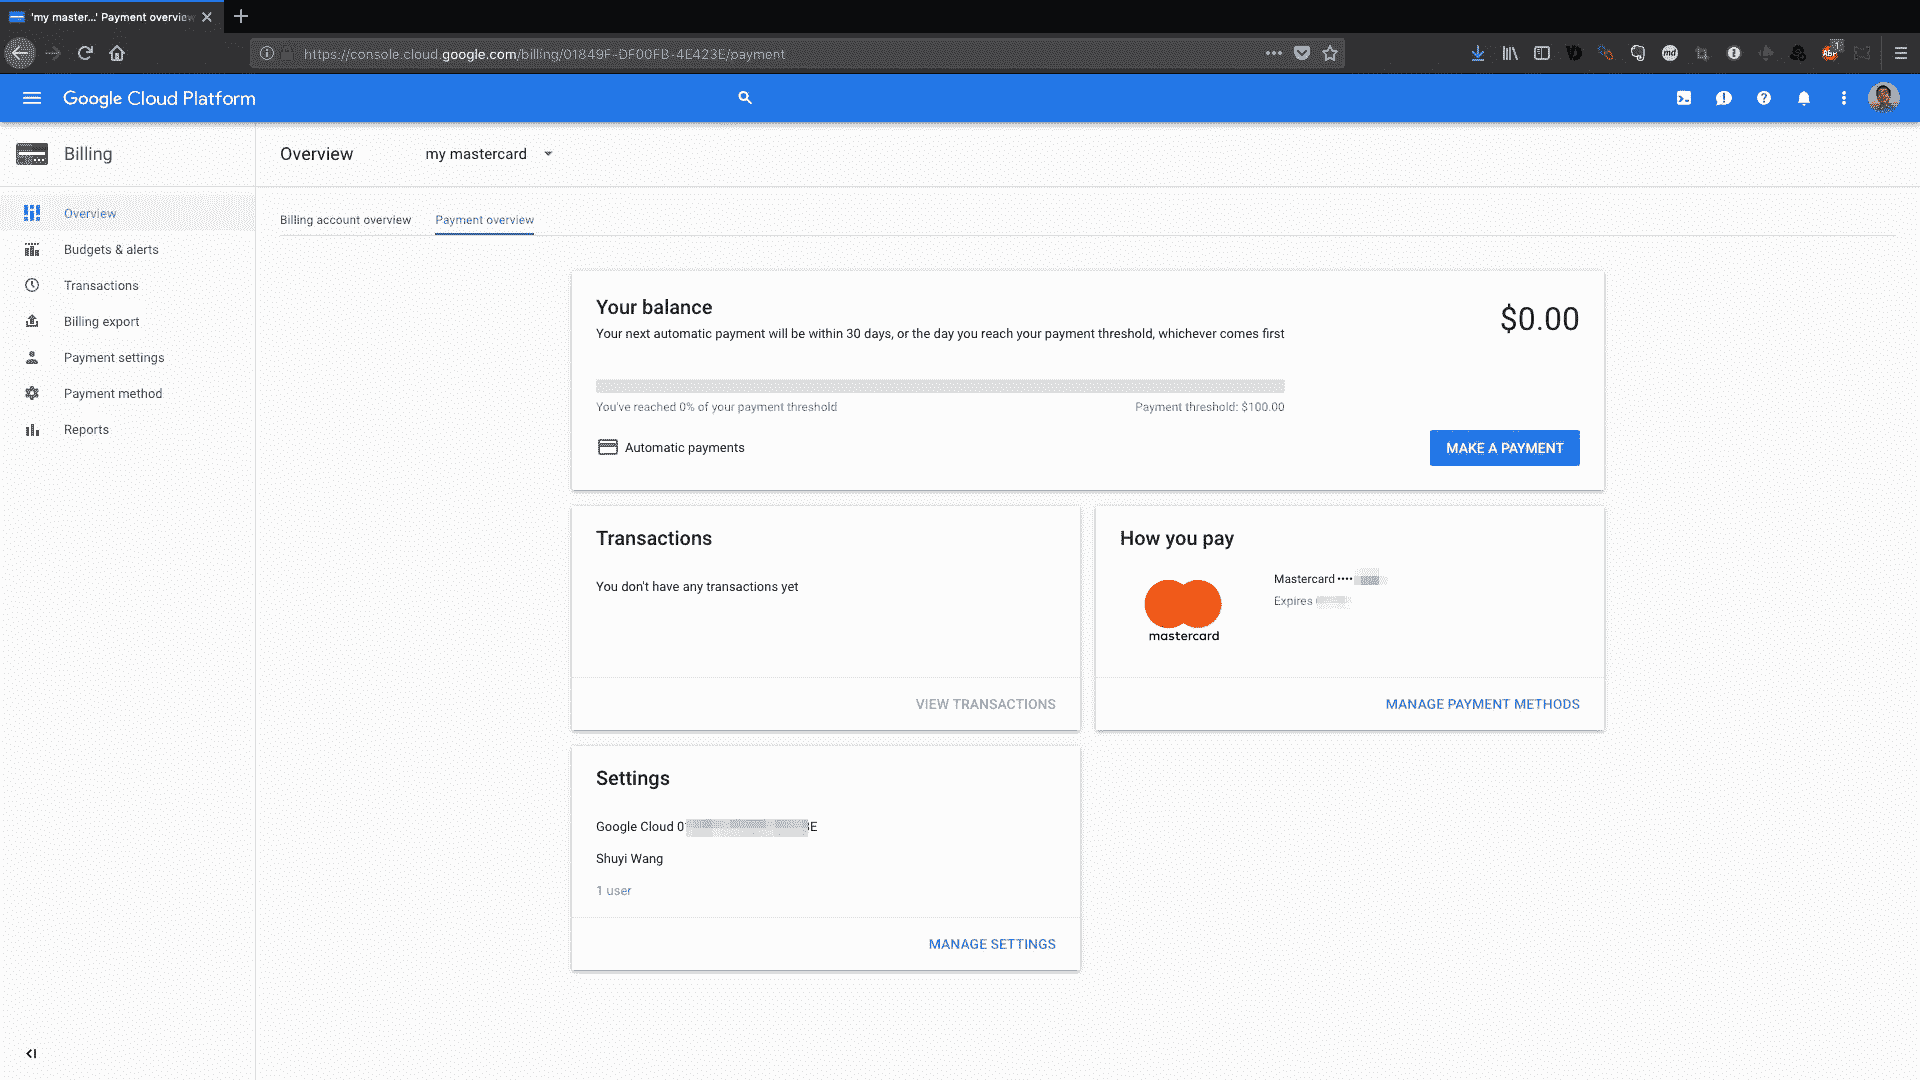 'my master...' Payment overview
https://console.cloud.google.com/billing/01849F-DF00FB-4E423E/payment
Google Cloud Platform
Billing
Overview
my mastercard
Overview
Budgets & alerts
Transactions
Billing export
Payment settings
Payment method
Reports
Billing account overview
Payment overview
Your balance
$0.00
Your next automatic payment will be within 30 days, or the day you reach your payment threshold, whichever comes first
You've reached 0% of your payment threshold
Payment threshold: $100.00
Automatic payments
MAKE A PAYMENT
Transactions
You don't have any transactions yet
VIEW TRANSACTIONS
How you pay
mastercard
Mastercard ••••
Expires
MANAGE PAYMENT METHODS
Settings
Google Cloud
Shuyi Wang
1 user
MANAGE SETTINGS